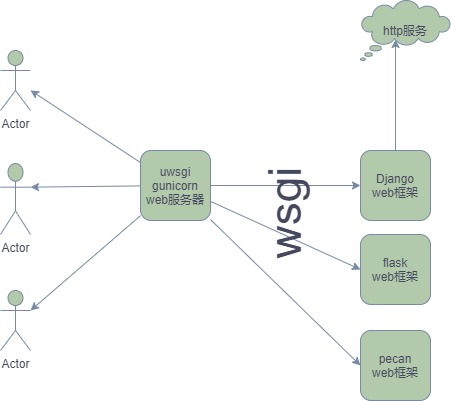 http服务
Actor
uwsgi
gunicorn
web服务器
wsgi
Django
web框架
Actor
flask
web框架
Actor
pecan
web框架